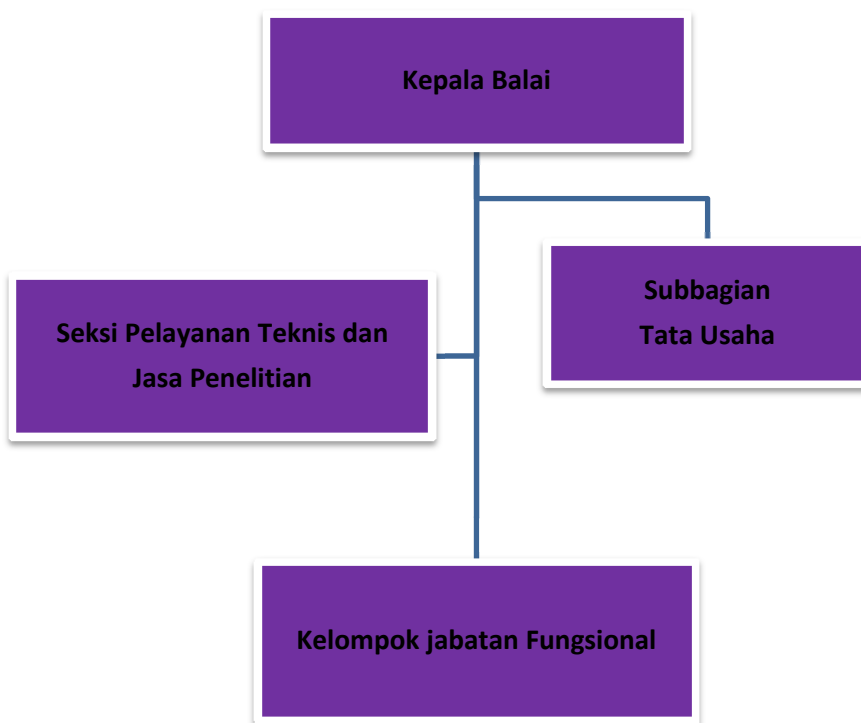 Kepala Balai
Subbagian
Tata Usaha
Seksi Pelayanan Teknis dan
Jasa Penelitian
Kelompok jabatan Fungsional